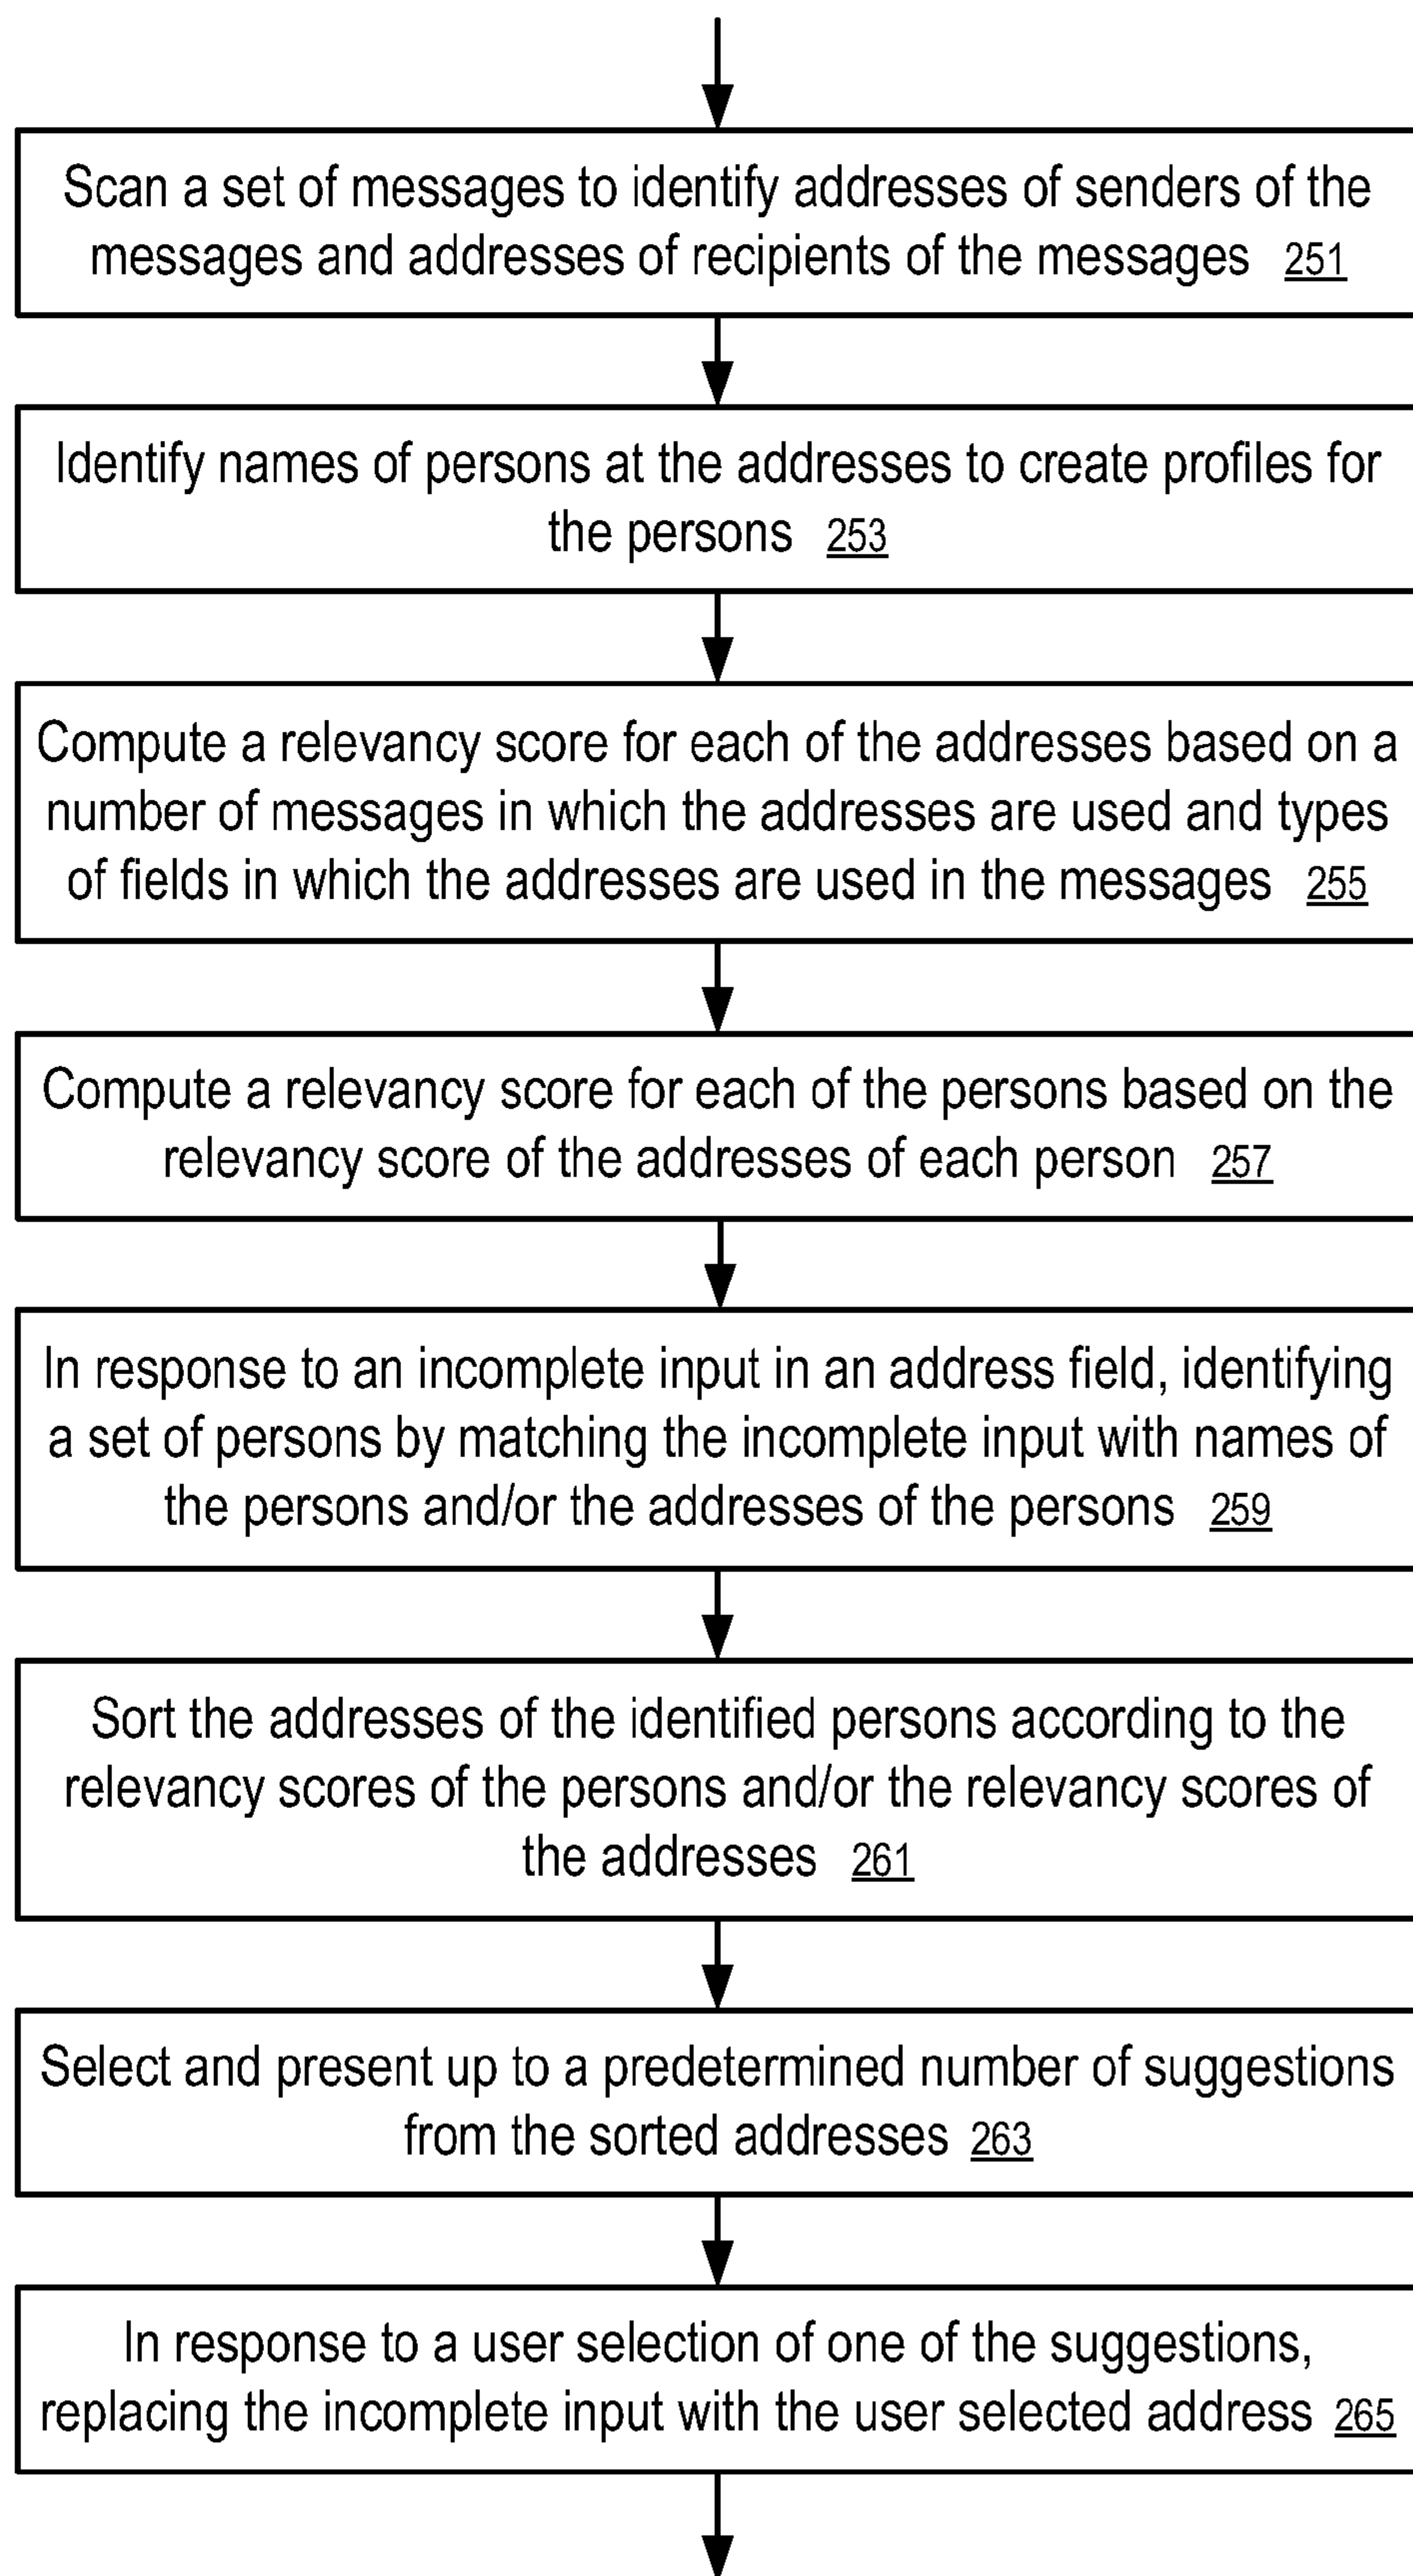 Scan a set of messages to identify addresses of senders of the
messages and addresses of recipients of the messages 251
Identify names of persons at the addresses to create profiles for
the persons 253
Compute a relevancy score for each of the addresses based on a
number of messages in which the addresses are used and types
of fields in which the addresses are used in the messages 255
Compute a relevancy score for each of the persons based on the
relevancy score of the addresses of each person 257
In response to an incomplete input in an address field, identifying
a set of persons by matching the incomplete input with names of
the persons and/or the addresses of the persons 259
Sort the addresses of the identified persons according to the
relevancy scores of the persons and/or the relevancy scores of
the addresses 261
Select and present up to a predetermined number of suggestions
from the sorted addresses 263
In response to a user selection of one of the suggestions,
replacing the incomplete input with the user selected address 265